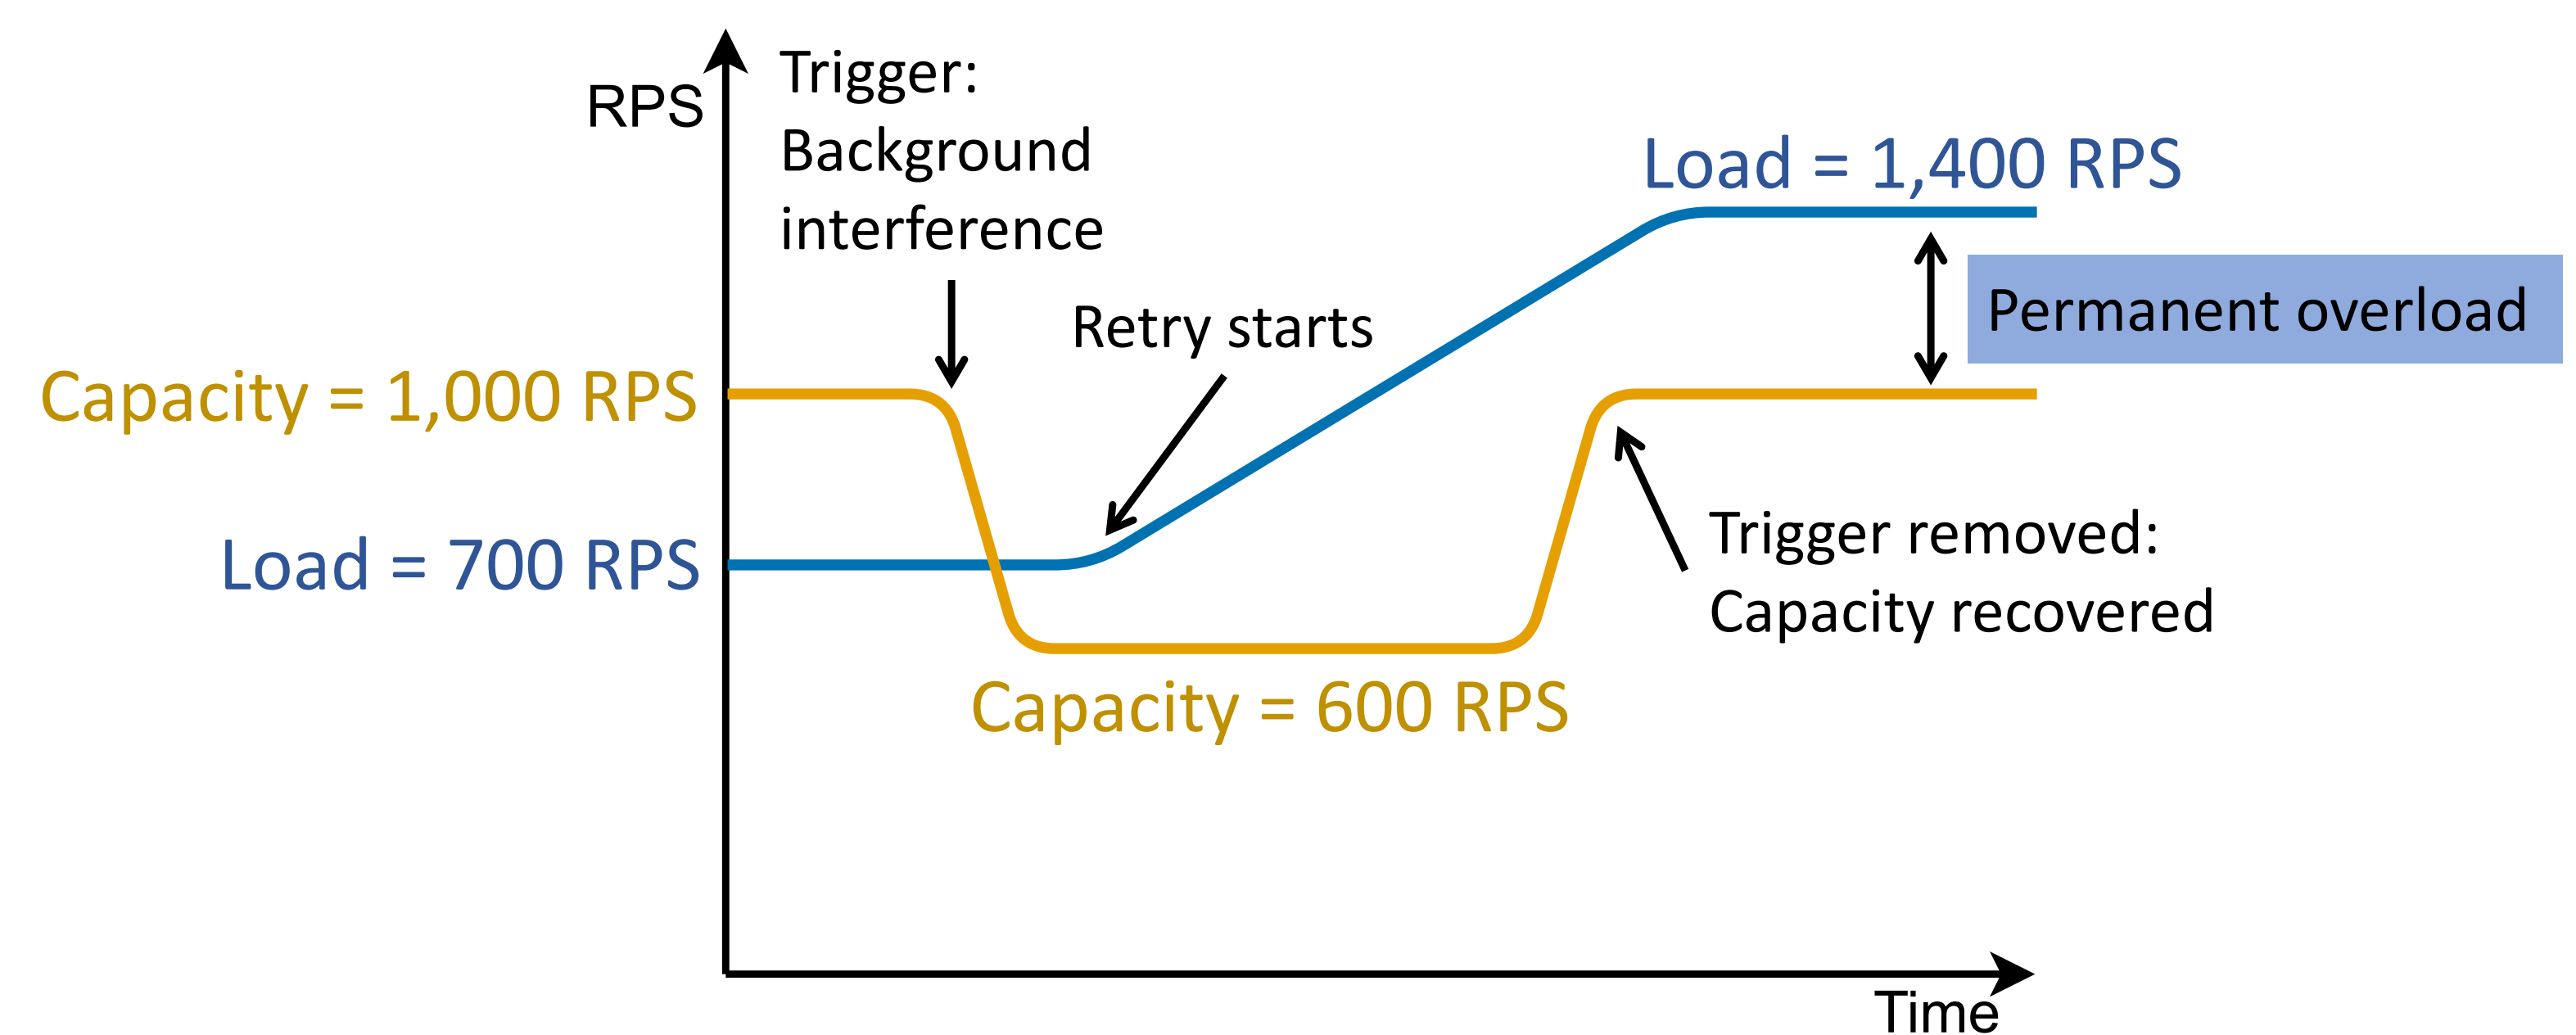 RPS
Trigger:
Background
interference
Load = 1,400 RPS
Permanent overload
Retry starts
Capacity = 1,000 RPS
Load = 700 RPS
Trigger removed:
Capacity recovered
Capacity = 600 RPS
Time